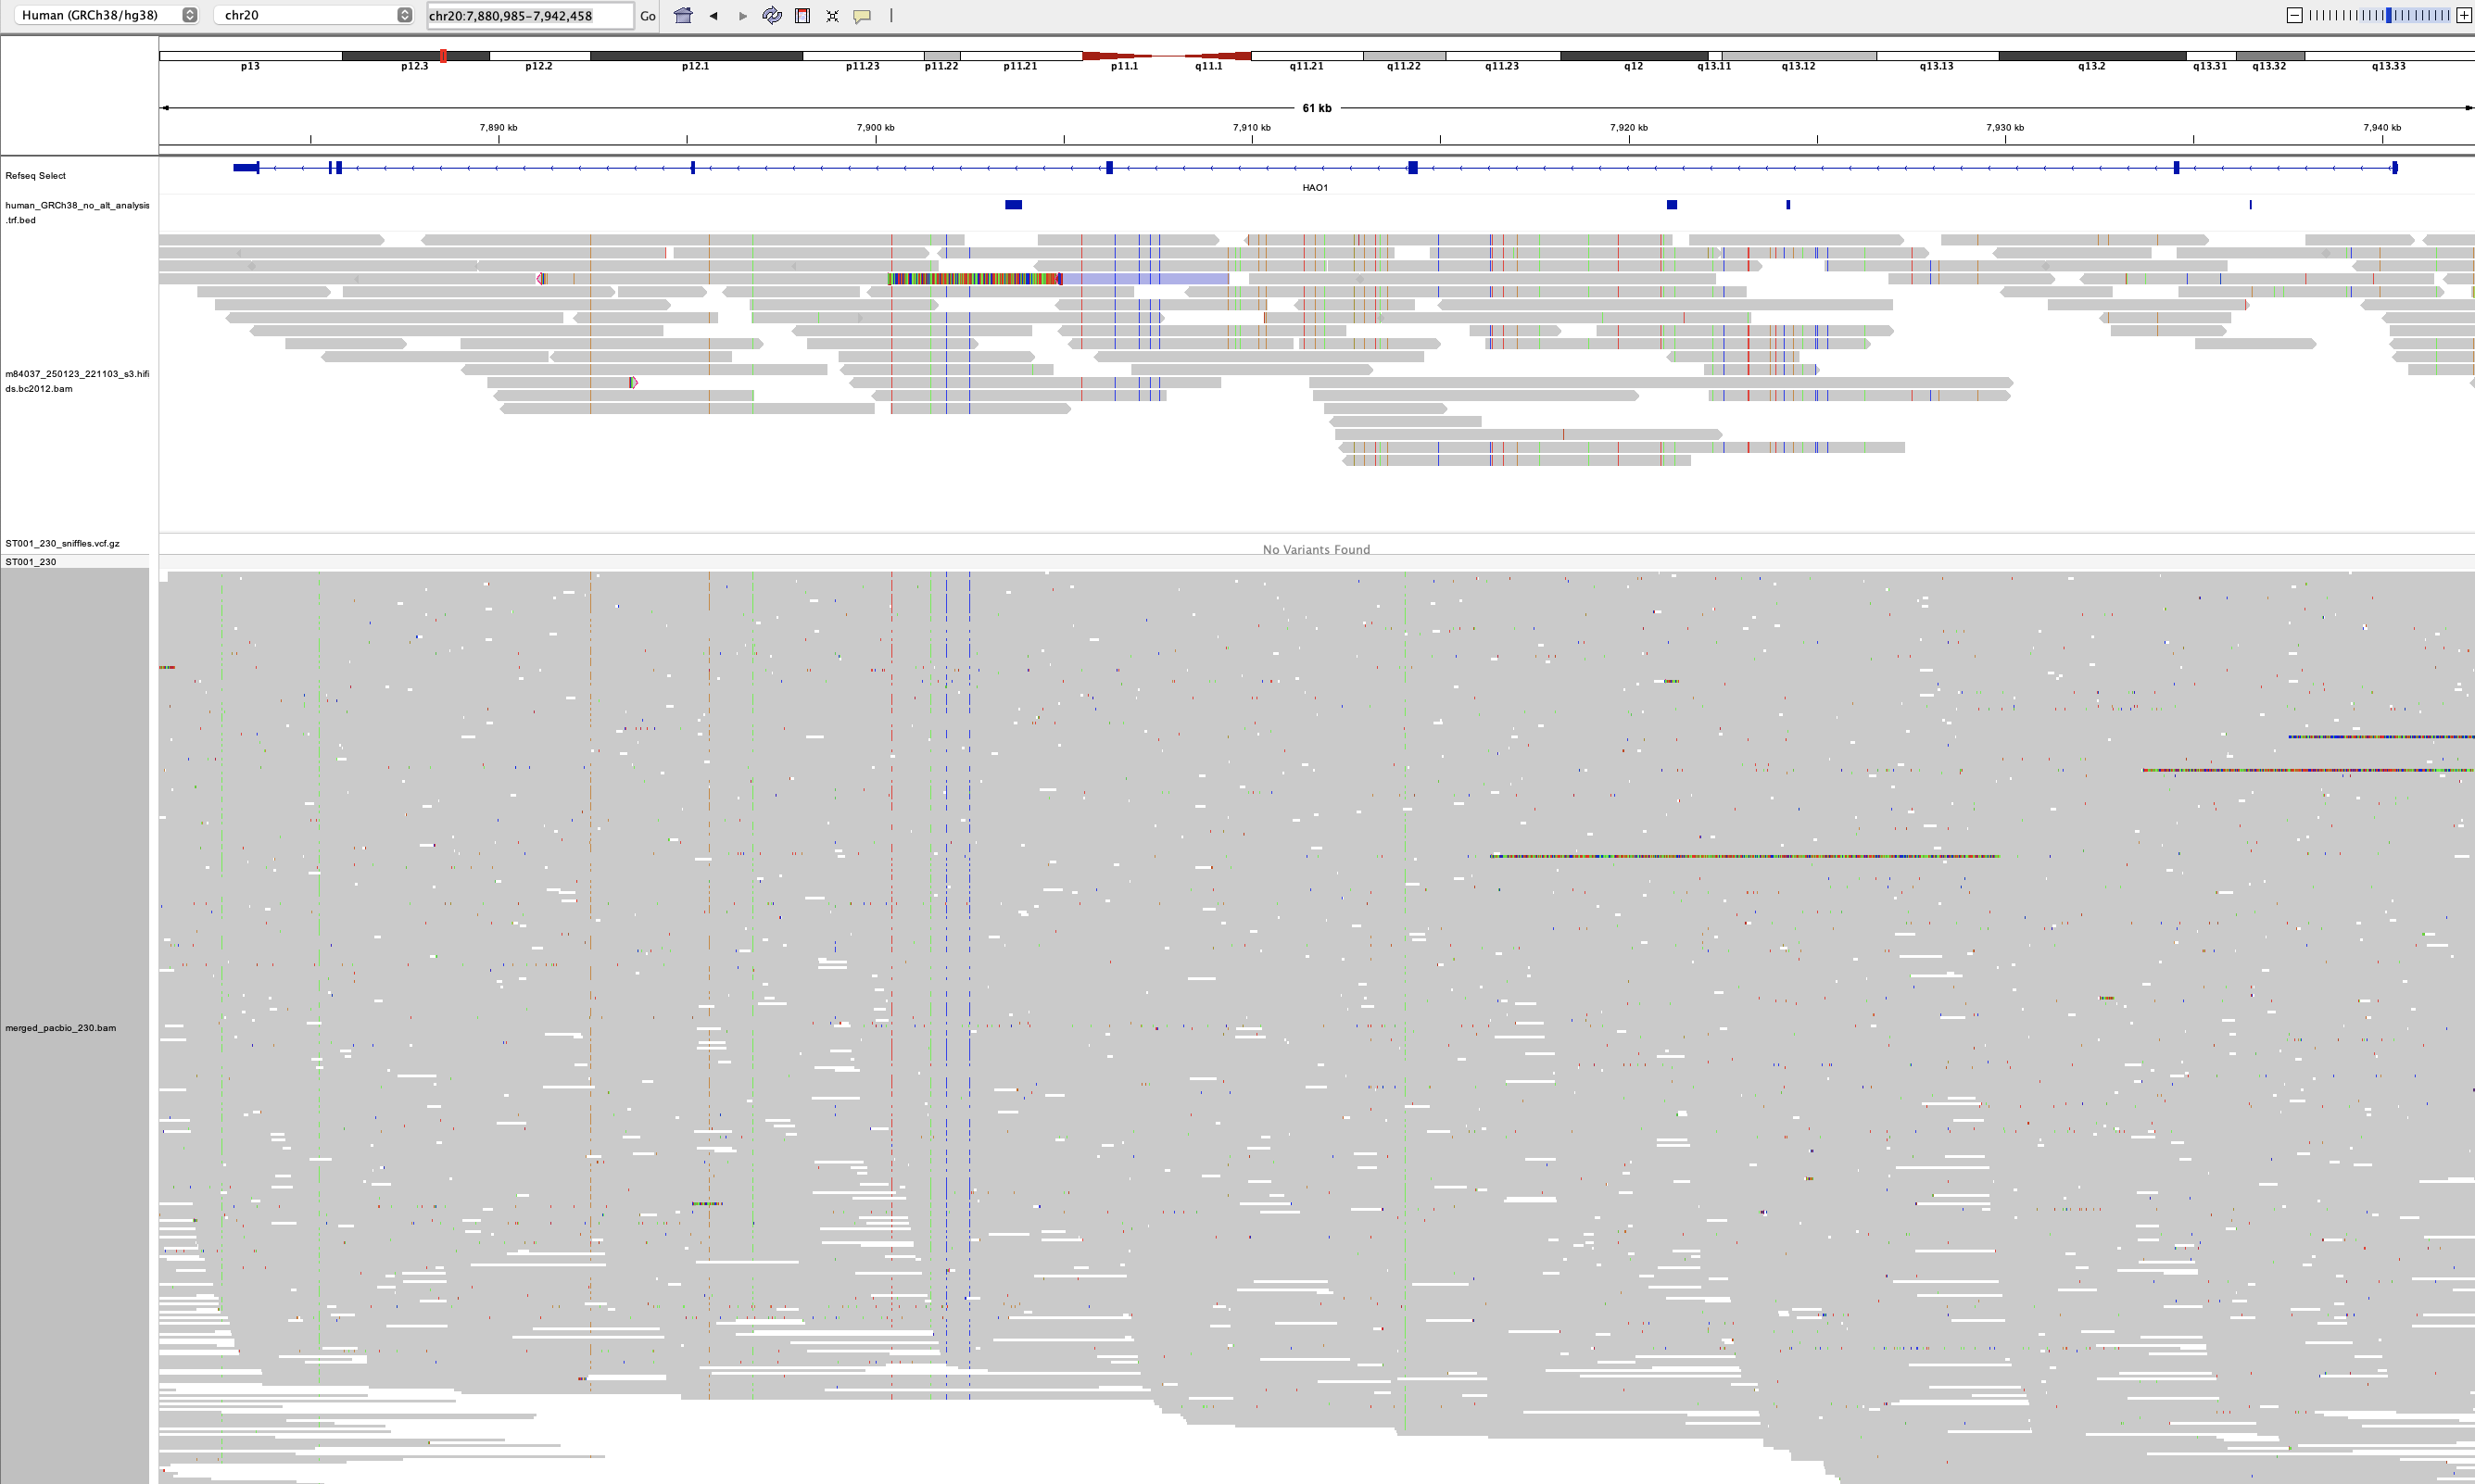 Human (GRCh38/hg38)
chr20
chr20:7,880,985-7,942,458
Go
p13 p12.3 p12.2 p12.1 p11.23 p11.22 p11.21 p11.1 q11.1 q11.21 q11.22 q11.23 q12 q13.11 q13.12 q13.13 q13.2 q13.31 q13.32 q13.33
61 kb
7,890 kb 7,900 kb 7,910 kb 7,920 kb 7,930 kb 7,940 kb
Refseq Select
HAO1
human_GRCh38_no_alt_analysis
.trf.bed
m84037_250123_221103_s3.hifi
ds.bc2012.bam
ST001_230_sniffles.vcf.gz
No Variants Found
ST001_230
merged_pacbio_230.bam